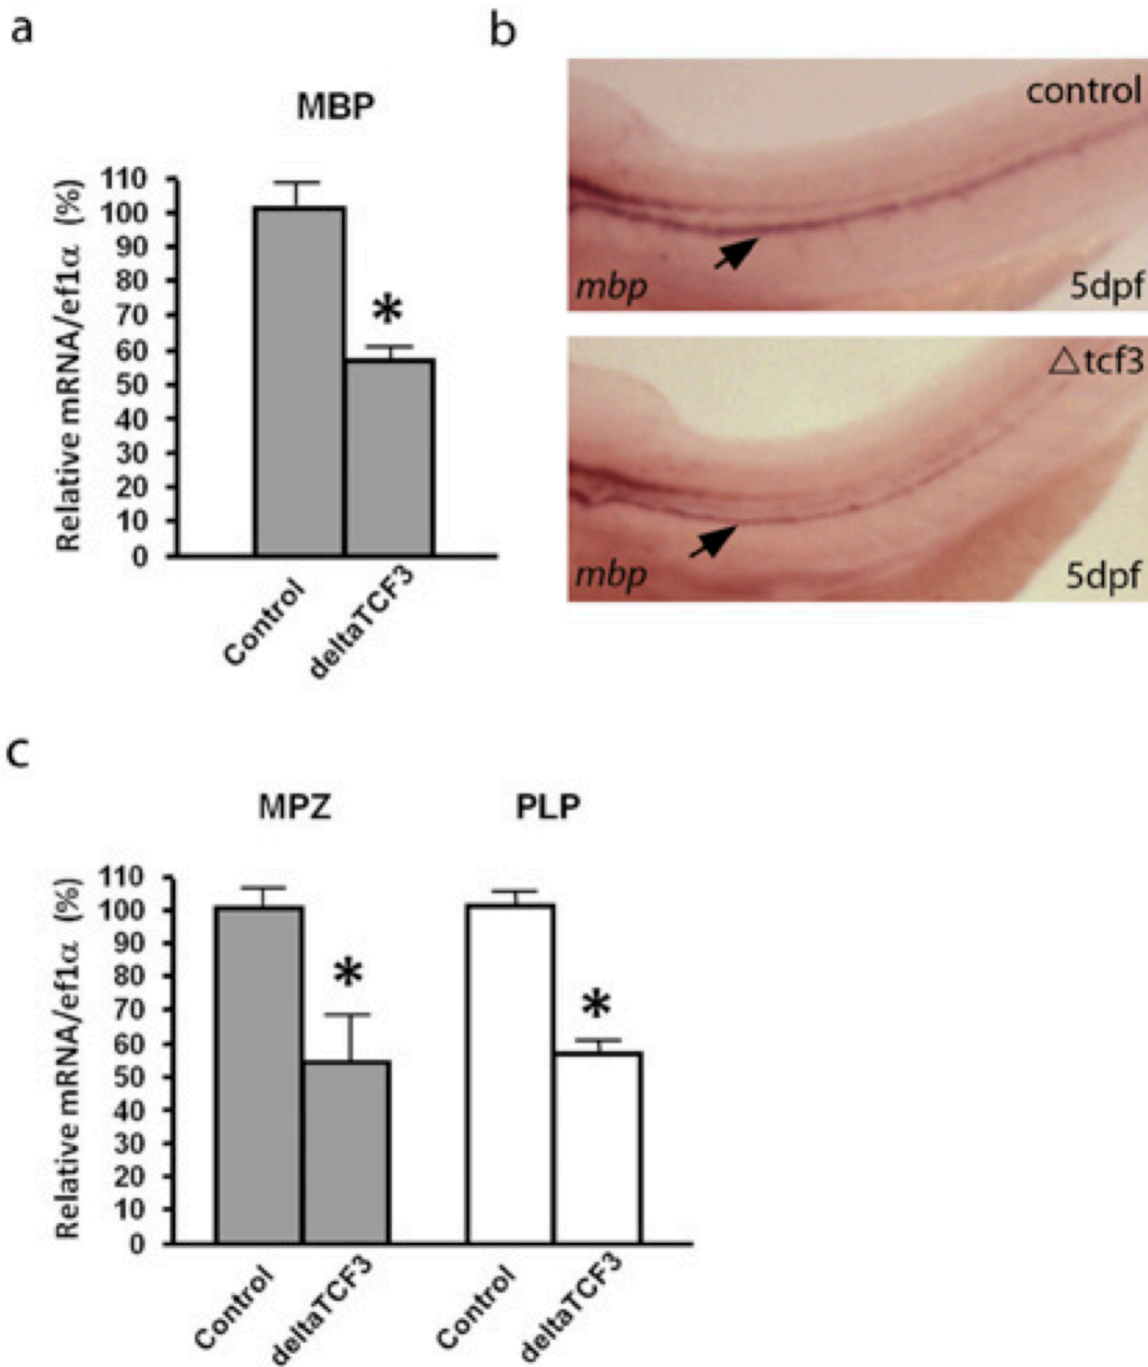 a
MBP
Relative mRNA/ef1α (%)
110
100
90
80
70
60
50
40
30
20
10
0
*
Control
deltaTCF3
b
control
mbp
5dpf
△tcf3
mbp
5dpf
c
MPZ
PLP
Relative mRNA/ef1α (%)
110
100
90
80
70
60
50
40
30
20
10
0
*
*
Control
deltaTCF3
Control
deltaTCF3